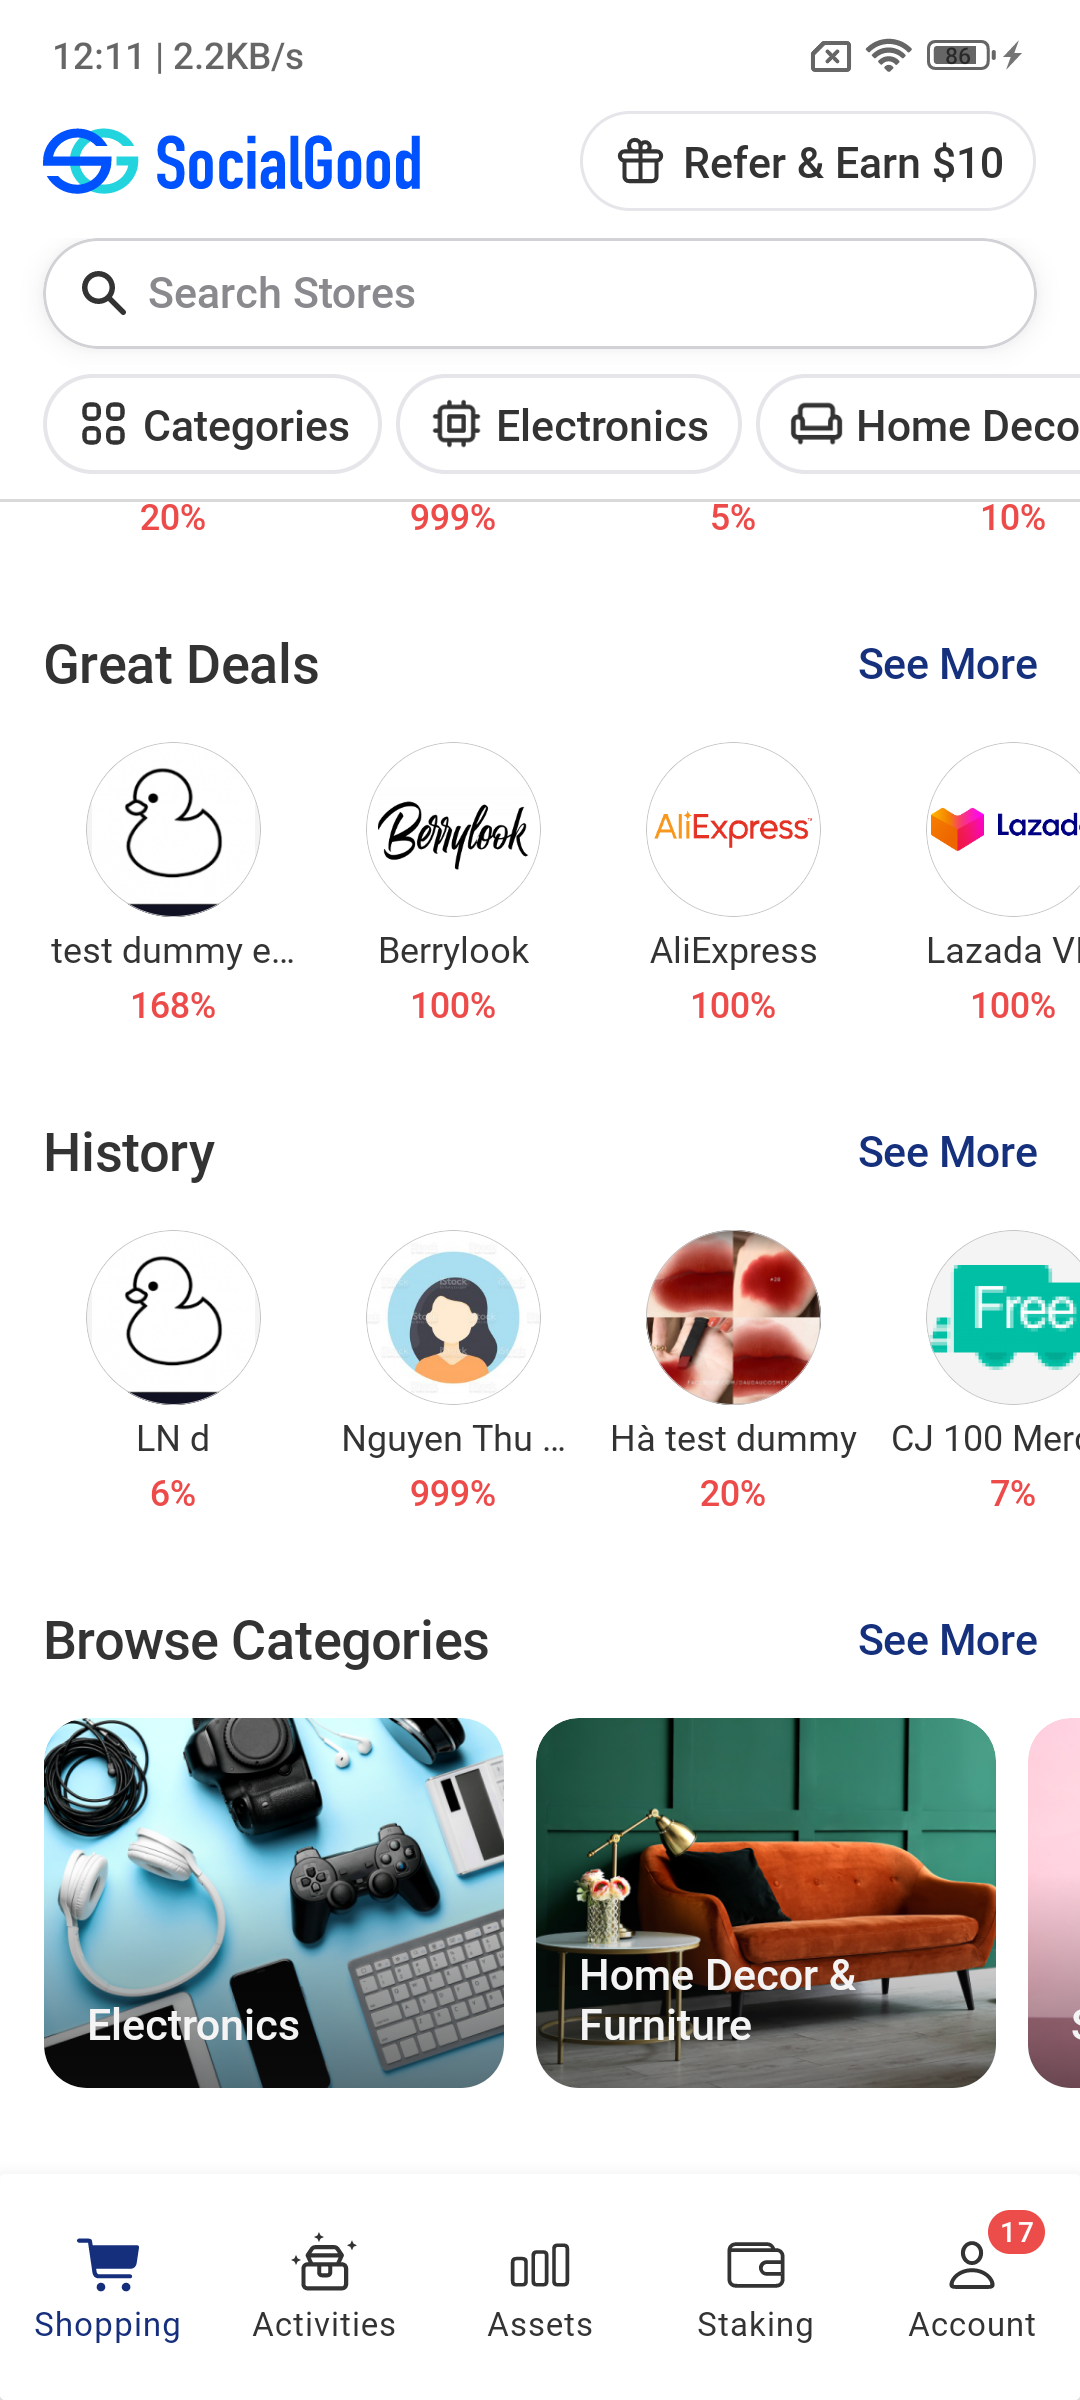 12:11 | 2.2KB/s
86
SocialGood
Refer & Earn $10
Search Stores
Categories
Electronics
Home Deco
20%
999%
5%
10%
Great Deals
See More
Berrylook
AliExpress
Lazad
test dummy e...
Berrylook
AliExpress
Lazada V
168%
100%
100%
100%
History
See More
iStock
Free
LN d
Nguyen Thu ...
Hà test dummy
CJ 100 Mer
6%
999%
20%
7%
Browse Categories
See More
Electronics
Home Decor &
Furniture
17
Shopping
Activities
Assets
Staking
Account